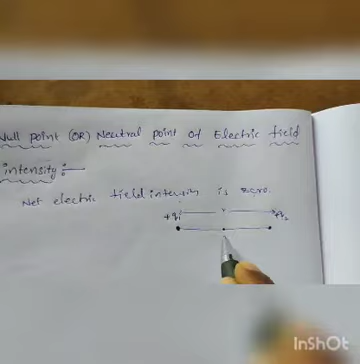 Null point (OR) Neutral point of Electric field
intensity :-
Net electric field intensity is zero.
+q₁ r +q₂
InShOt